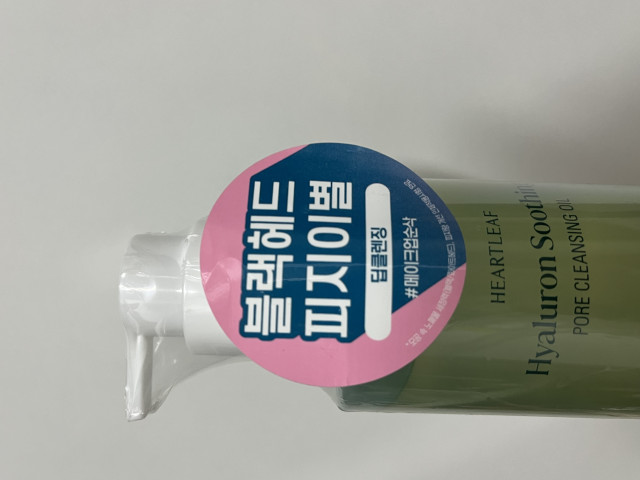 블랙헤드
피지이별
딥클렌징
#메이크업순삭
HEARTLEAF
Hyaluron Soothin
PORE CLEANSING OIL